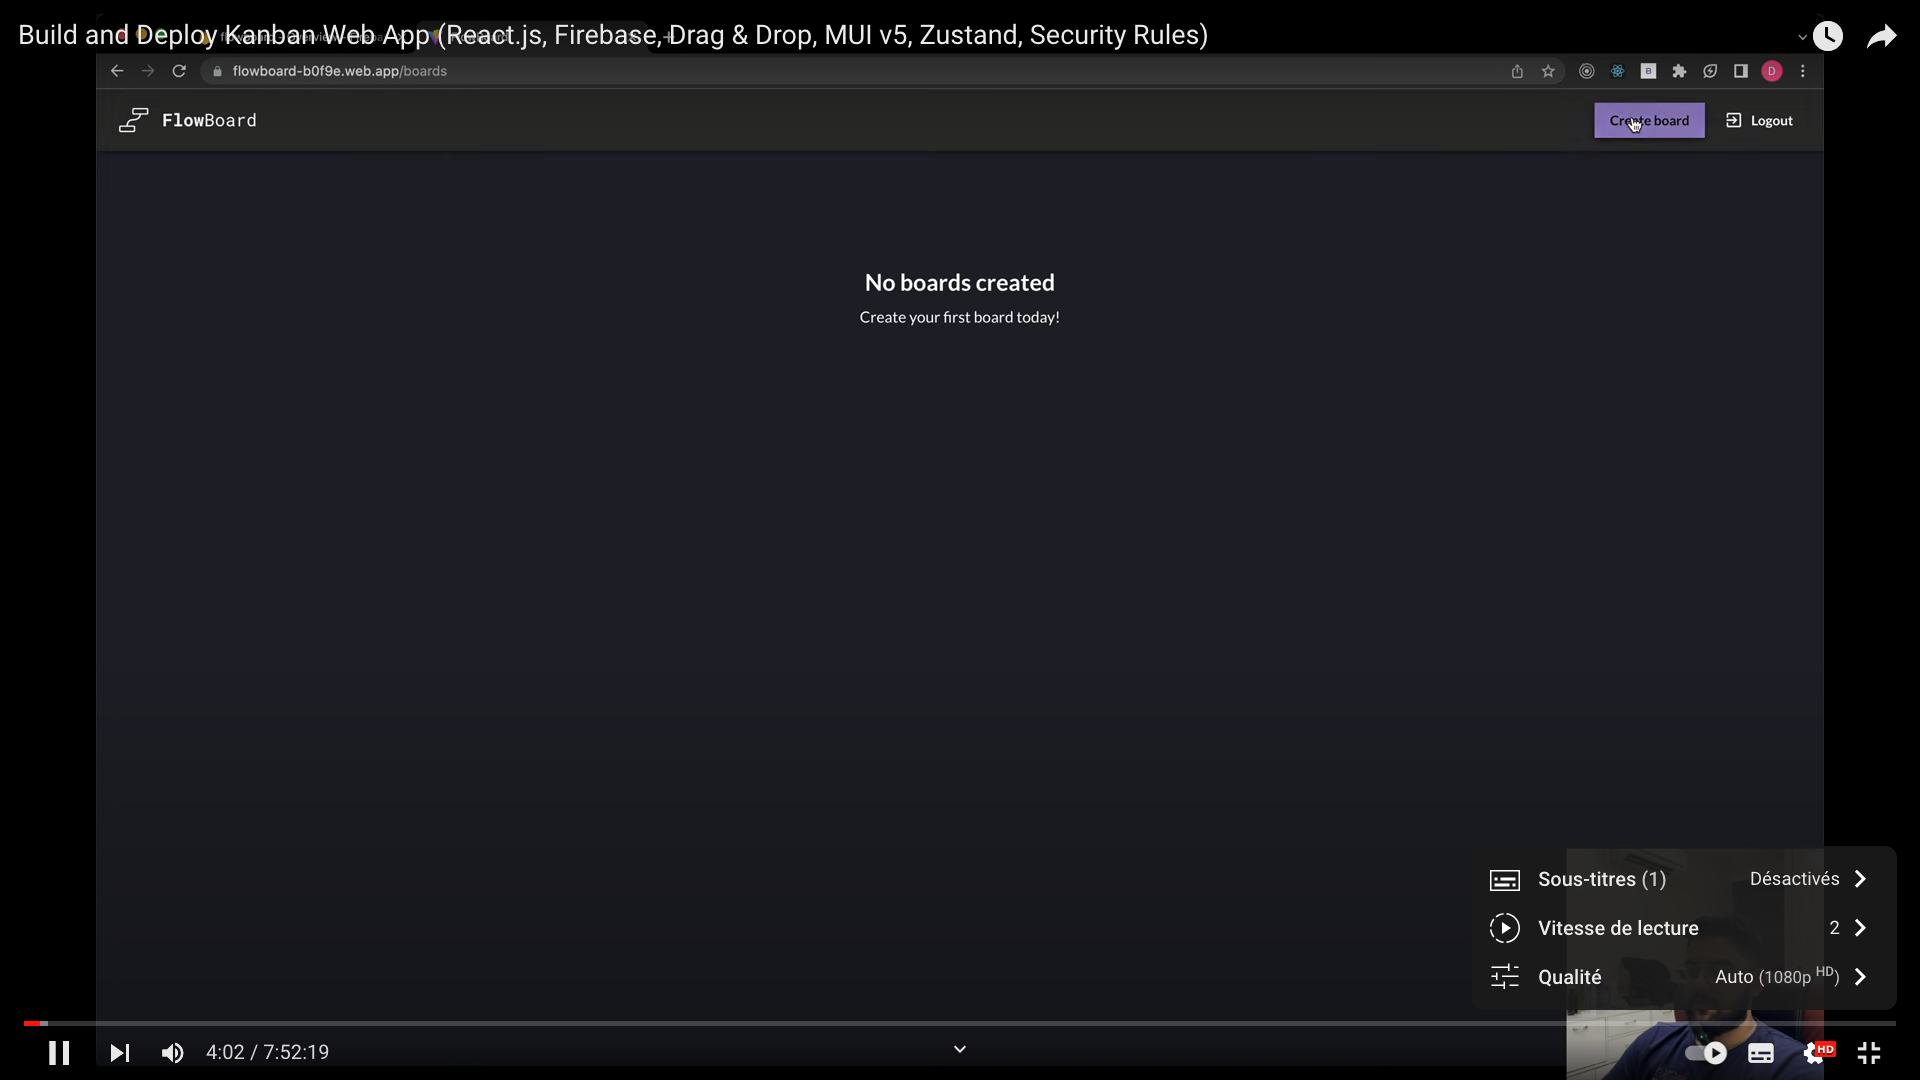 Build and Deploy Kanban Web App (React.js, Firebase, Drag & Drop, MUI v5, Zustand, Security Rules)
flowboard-b0f9e.web.app/boards
D
FlowBoard
Create board
Logout
No boards created
Create your first board today!
Sous-titres (1)
Désactivés
Vitesse de lecture
2
Qualité
Auto (1080p HD)
4:02 / 7:52:19
HD